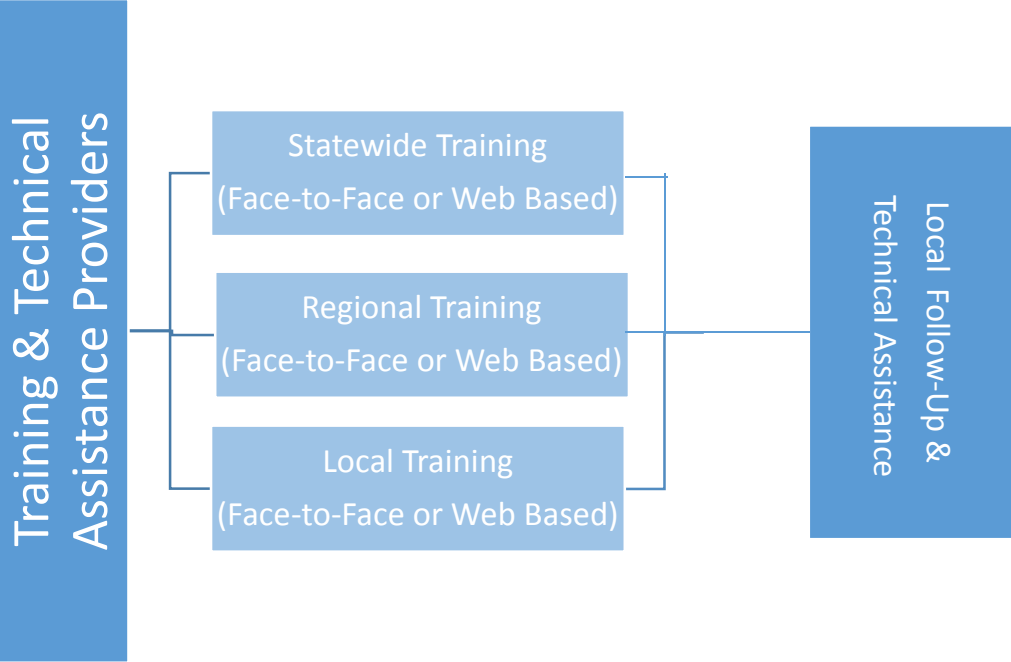 Training & Technical
Assistance Providers
Statewide Training
(Face-to-Face or Web Based)
Regional Training
(Face-to-Face or Web Based)
Local Training
(Face-to-Face or Web Based)
Local Follow-Up &
Technical Assistance